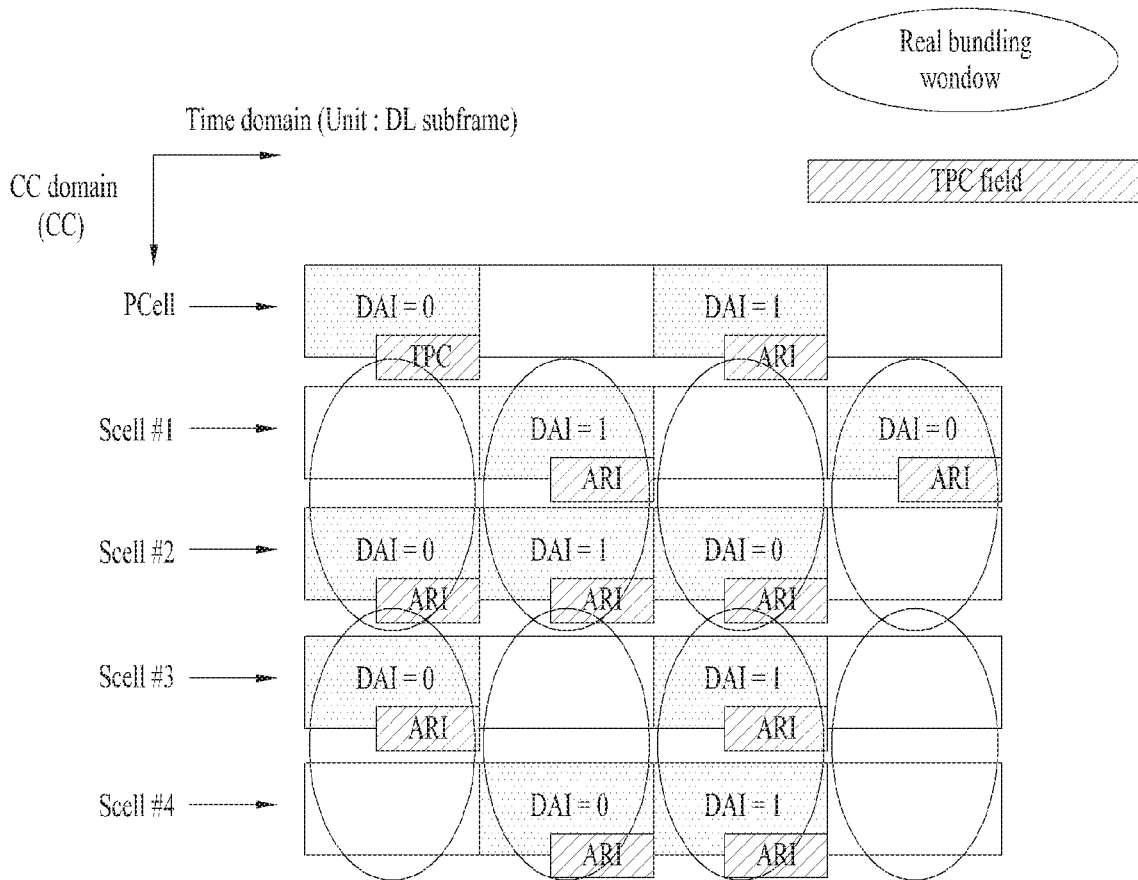 Real bundling
wondow
Time domain (Unit : DL subframe)
CC domain
(CC)
TPC field
PCell
DAI = 0
DAI = 1
TPC
ARI
Scell #1
DAI = 1
DAI = 0
ARI
ARI
Scell #2
DAI = 0
DAI = 1
DAI = 0
ARI
ARI
ARI
Scell #3
DAI = 0
DAI = 1
ARI
ARI
Scell #4
DAI = 0
DAI = 1
ARI
ARI